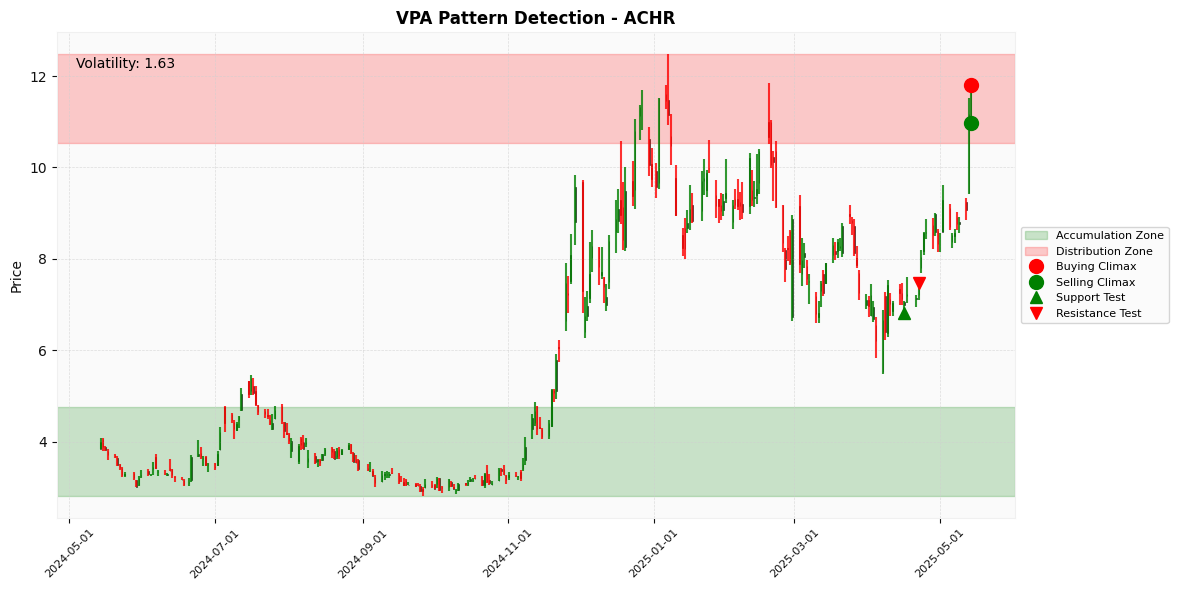 VPA Pattern Detection - ACHR
Volatility: 1.63
Price
12
10
8
6
4
2024-05-01
2024-07-01
2024-09-01
2024-11-01
2025-01-01
2025-03-01
2025-05-01
Accumulation Zone
Distribution Zone
Buying Climax
Selling Climax
Support Test
Resistance Test